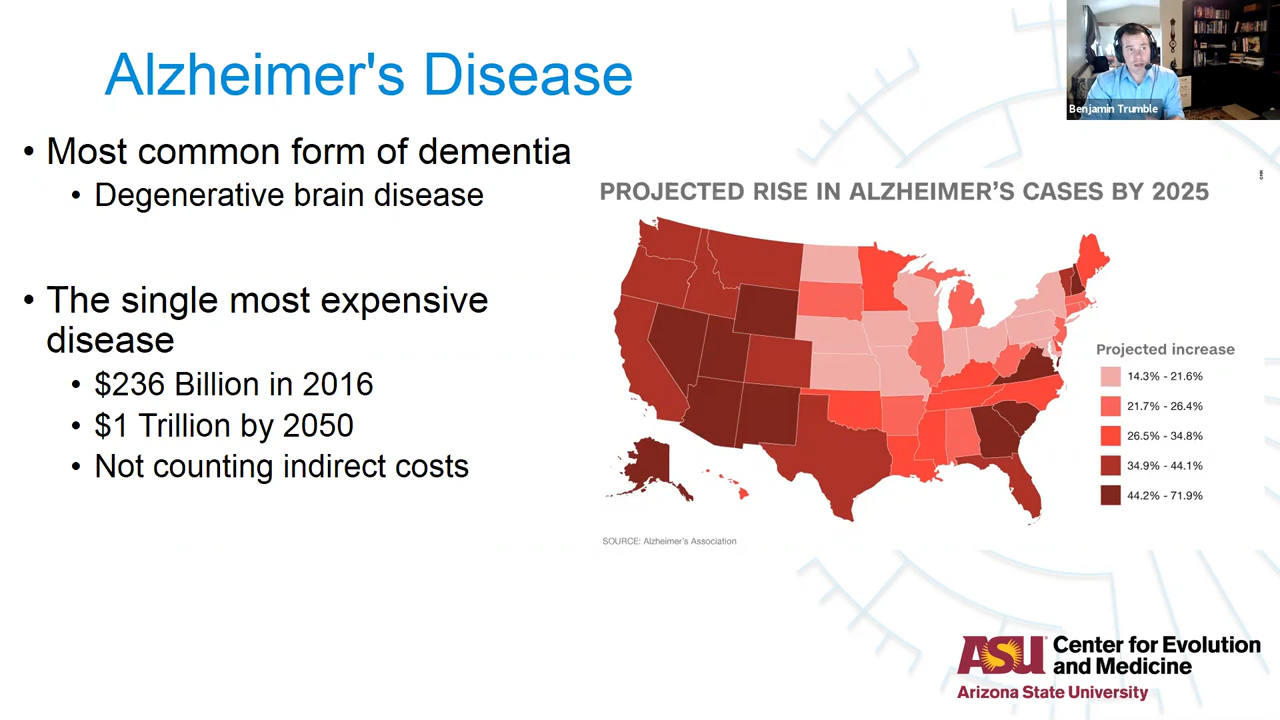 Alzheimer's Disease
Benjamin Trumble
• Most common form of dementia
• Degenerative brain disease
• The single most expensive
disease
• $236 Billion in 2016
• $1 Trillion by 2050
• Not counting indirect costs
PROJECTED RISE IN ALZHEIMER'S CASES BY 2025
Projected increase
14.3% - 21.6%
21.7% - 26.4%
26.5% - 34.8%
34.9% - 44.1%
44.2% - 71.9%
SOURCE: Alzheimer's Association
ASU Center for Evolution
and Medicine
Arizona State University